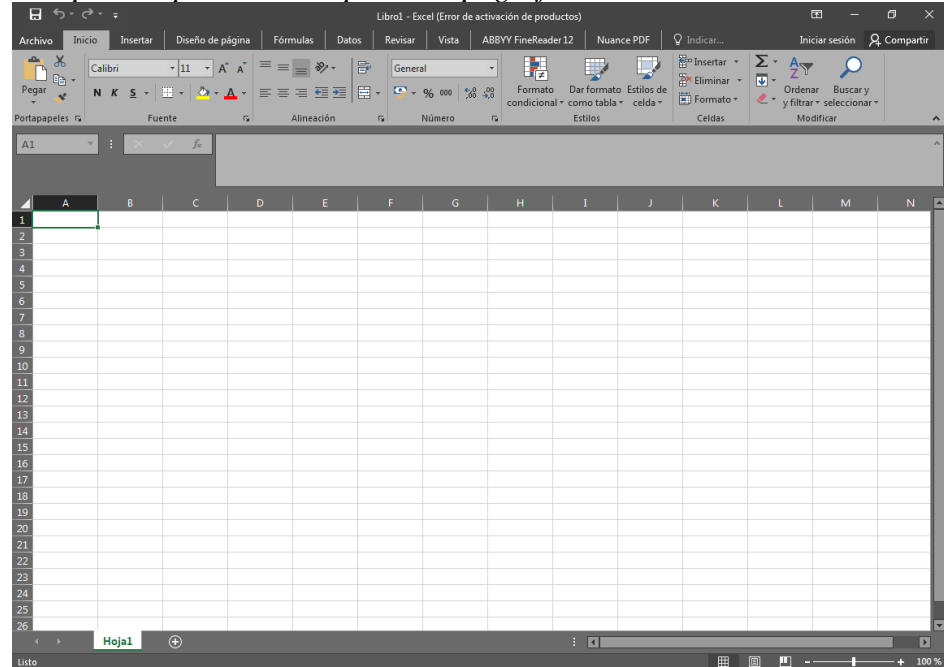 Libro1 - Excel (Error de activación de productos)
Archivo Inicio Insertar Diseño de página Fórmulas Datos Revisar Vista ABBYY FineReader 12 Nuance PDF Indicar... Iniciar sesión Compartir
Pegar
Calibri 11 A A
N K S A
General
% 000
Formato condicional
Dar formato como tabla
Estilos de celda
Insertar
Eliminar
Formato
Ordenar y filtrar
Buscar y seleccionar
Portapapeles Fuente Alineación Número Estilos Celdas Modificar
A1 fx
A B C D E F G H I J K L M N
1
2
3
4
5
6
7
8
9
10
11
12
13
14
15
16
17
18
19
20
21
22
23
24
25
26
Hoja1
Listo 100 %